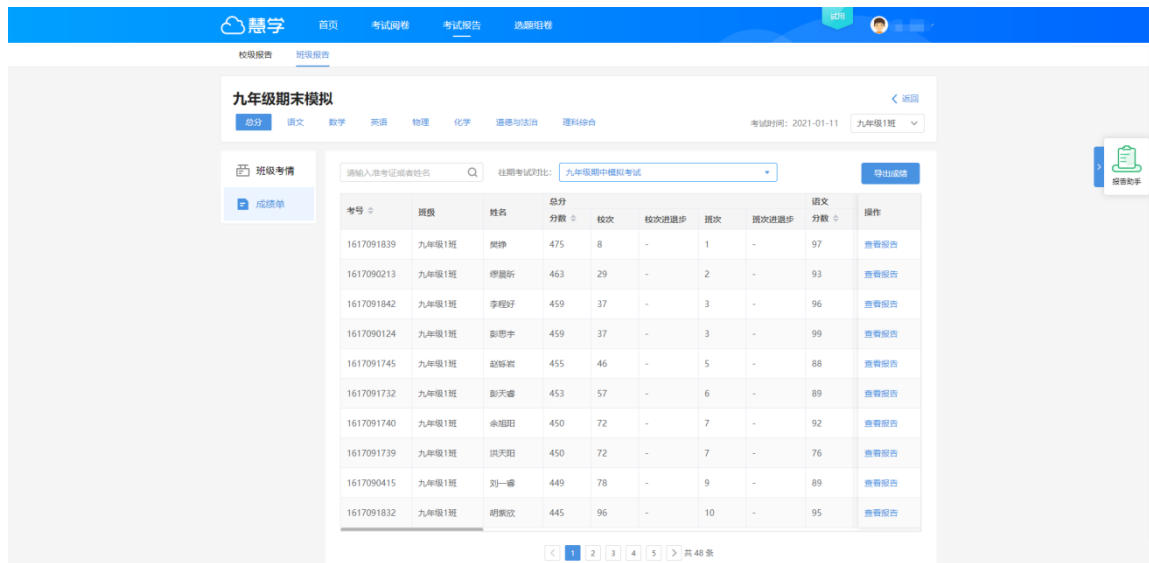 慧学 首页 考试阅卷 考试报告 选题组卷 试用
校级报告 班级报告
九年级期末模拟 返回
总分 语文 数学 英语 物理 化学 道德与法治 理科综合 考试时间: 2021-01-11 九年级1班
班级考情 请输入准考证或者姓名 往期考试对比: 九年级期中模拟考试 导出成绩
报告助手
成绩单
总分 语文
考号 班级 姓名 分数 校次 校次进退步 班次 班次进退步 分数 操作
1617091839 九年级1班 樊铮 475 8 - 1 - 97 查看报告
1617090213 九年级1班 缪晨昕 463 29 - 2 - 93 查看报告
1617091842 九年级1班 李程好 459 37 - 3 - 96 查看报告
1617090124 九年级1班 彭思宇 459 37 - 3 - 99 查看报告
1617091745 九年级1班 赵铄岩 455 46 - 5 - 88 查看报告
1617091732 九年级1班 彭天睿 453 57 - 6 - 89 查看报告
1617091740 九年级1班 余旭阳 450 72 - 7 - 92 查看报告
1617091739 九年级1班 洪天阳 450 72 - 7 - 76 查看报告
1617090415 九年级1班 刘一睿 449 78 - 9 - 89 查看报告
1617091832 九年级1班 胡紫欣 445 96 - 10 - 95 查看报告
1 2 3 4 5 共 48 条